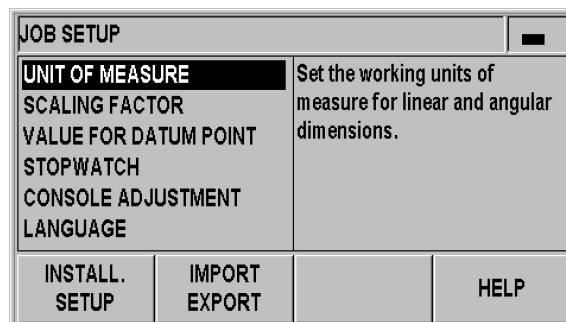 JOB SETUP
UNIT OF MEASURE
SCALING FACTOR
VALUE FOR DATUM POINT
STOPWATCH
CONSOLE ADJUSTMENT
LANGUAGE
Set the working units of
measure for linear and angular
dimensions.
INSTALL.
SETUP
IMPORT
EXPORT
HELP